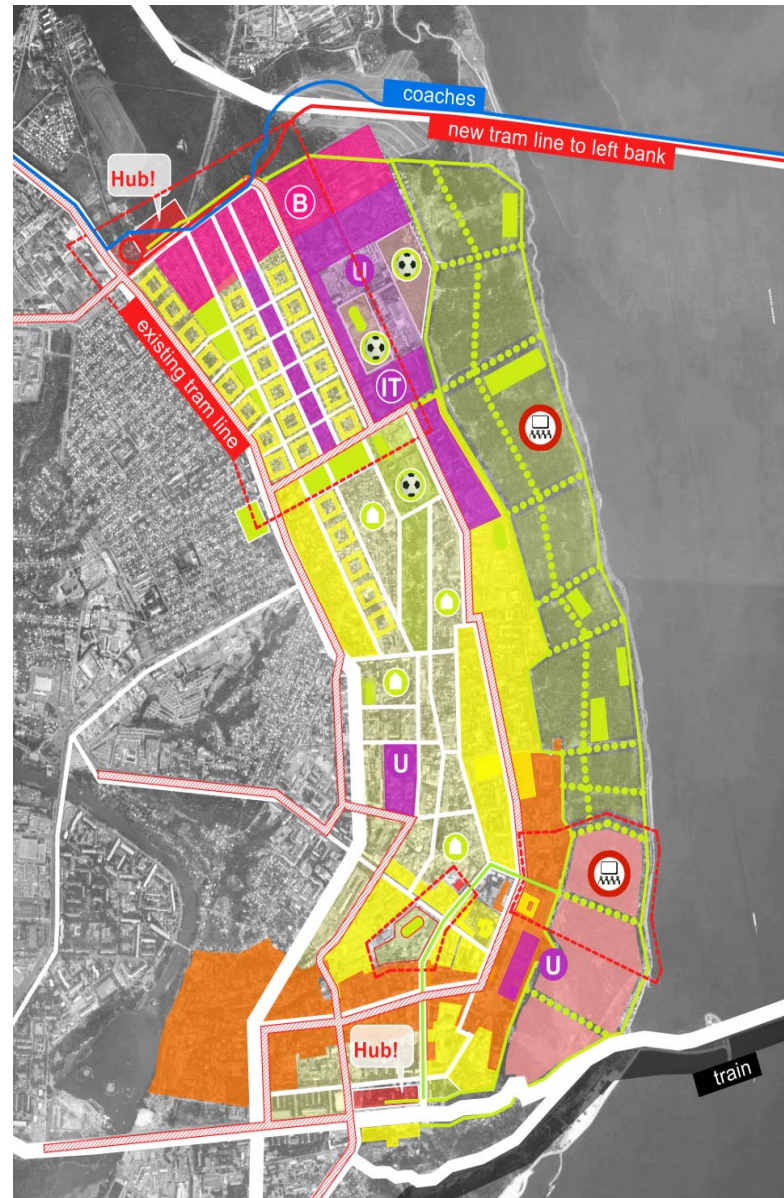 coaches
new tram line to left bank
Hub!
B
U
existing tram line
IT
U
U
Hub!
train